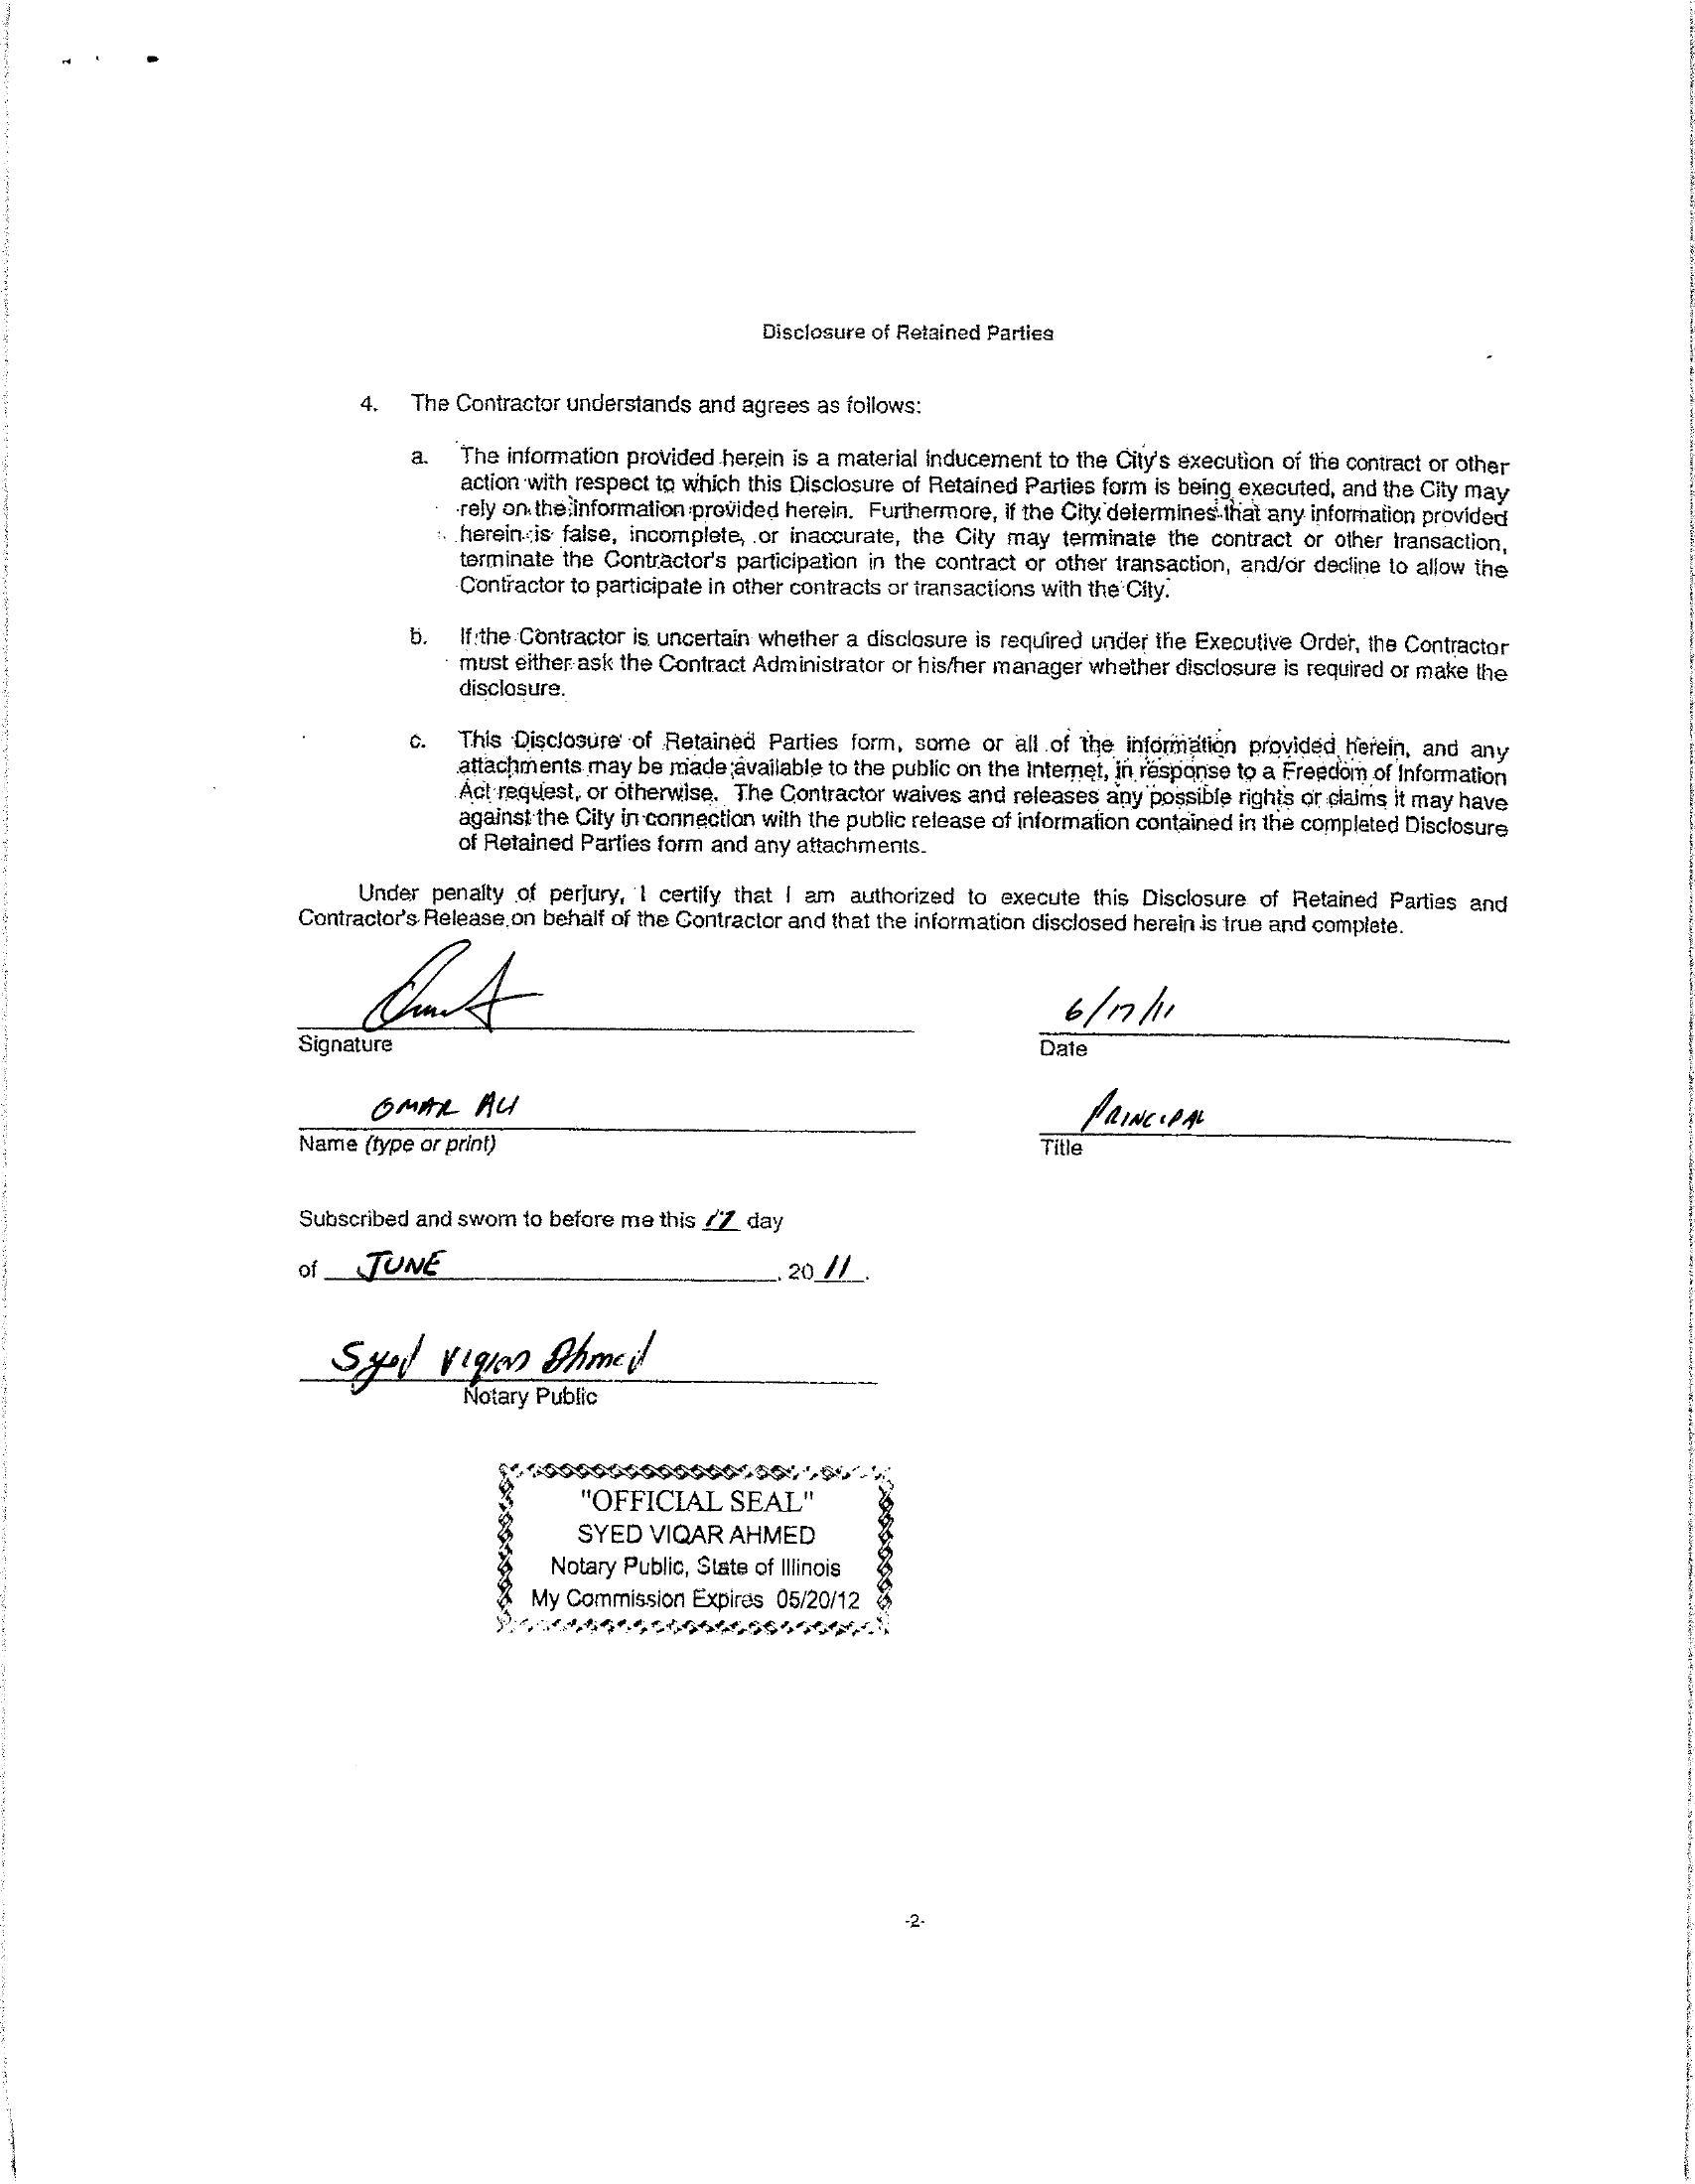 Disclosure of Retained Parties
4. The Contractor understands and agrees as follows:
a. The information provided herein is a material inducement to the City's execution of the contract or other
action with respect to which this Disclosure of Retained Parties form is being executed, and the City may
rely on the information provided herein. Furthermore, if the City determines that any information provided
herein is false, incomplete, or inaccurate, the City may terminate the contract or other transaction,
terminate the Contractor's participation in the contract or other transaction, and/or decline to allow the
Contractor to participate in other contracts or transactions with the City.
b. If the Contractor is uncertain whether a disclosure is required under the Executive Order, the Contractor
must either ask the Contract Administrator or his/her manager whether disclosure is required or make the
disclosure.
c. This Disclosure of Retained Parties form, some or all of the information provided herein, and any
attachments may be made available to the public on the Internet, in response to a Freedom of Information
Act request, or otherwise. The Contractor waives and releases any possible rights or claims it may have
against the City in connection with the public release of information contained in the completed Disclosure
of Retained Parties form and any attachments.
Under penalty of perjury, I certify that I am authorized to execute this Disclosure of Retained Parties and
Contractor's Release on behalf of the Contractor and that the information disclosed herein is true and complete.
6/17/11
Signature Date
OMAR ALI PRINCIPAL
Name (type or print) Title
Subscribed and sworn to before me this 17 day
of JUNE, 20 11.
Syed Viqar Ahmed
Notary Public
"OFFICIAL SEAL"
SYED VIQAR AHMED
Notary Public, State of Illinois
My Commission Expires 05/20/12
-2-